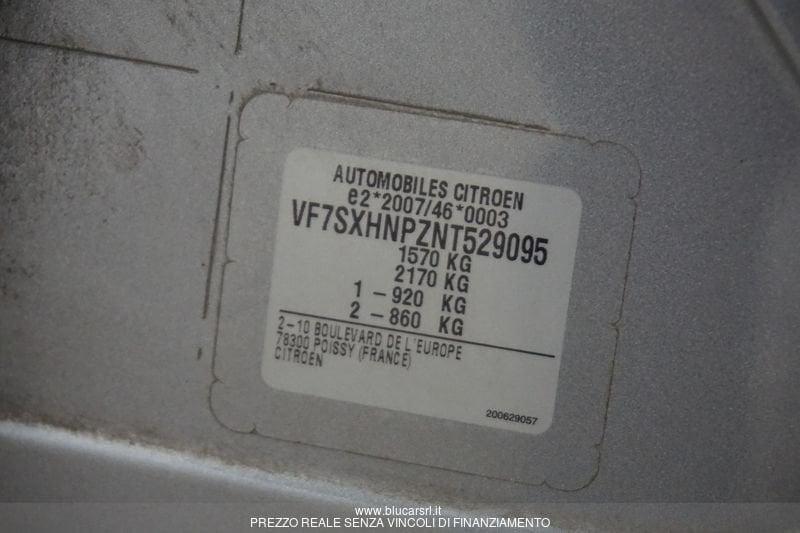 AUTOMOBILES CITROEN
e2*2007/46*0003
VF7SXHNPZNT529095
1570 KG
2170 KG
1 – 920 KG
2 – 860 KG
2–10 BOULEVARD DE L'EUROPE
78300 POISSY (FRANCE)
CITROEN
200629057
www.blucarsrl.it
PREZZO REALE SENZA VINCOLI DI FINANZIAMENTO